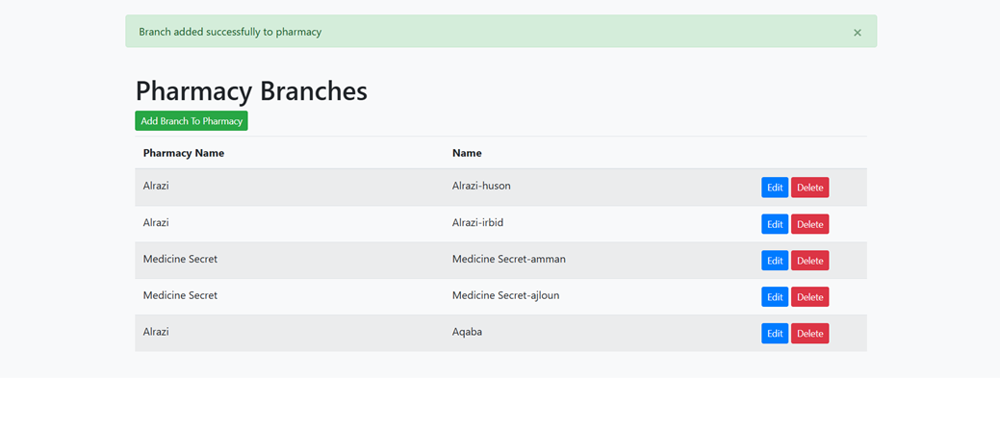 Branch added successfully to pharmacy ×
Pharmacy Branches
Add Branch To Pharmacy
Pharmacy Name Name
Alrazi Alrazi-huson Edit Delete
Alrazi Alrazi-irbid Edit Delete
Medicine Secret Medicine Secret-amman Edit Delete
Medicine Secret Medicine Secret-ajloun Edit Delete
Alrazi Aqaba Edit Delete